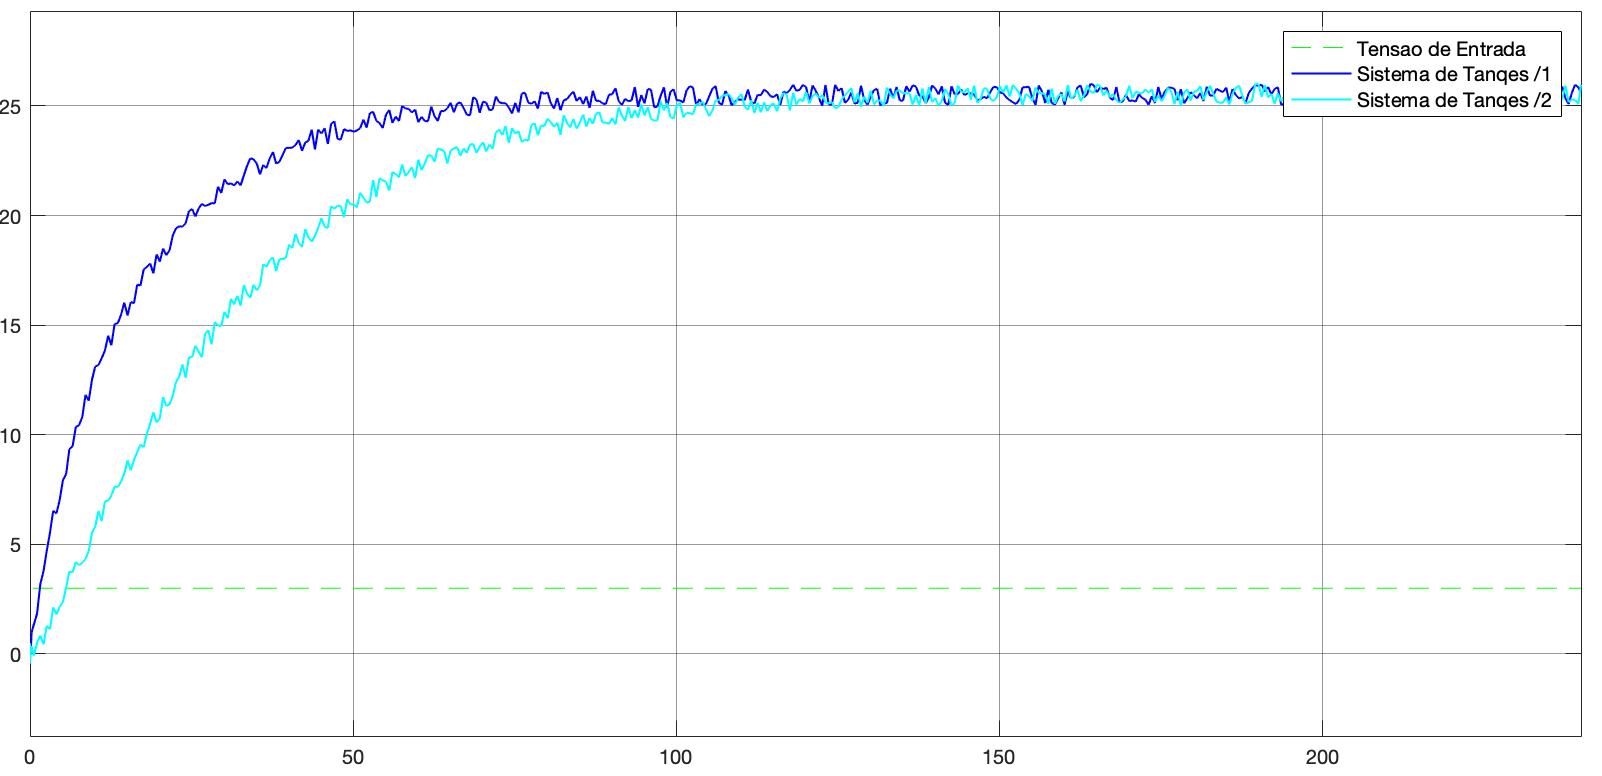 Tensao de Entrada
Sistema de Tanqes /1
Sistema de Tanqes /2
25
20
15
10
5
0
0 50 100 150 200